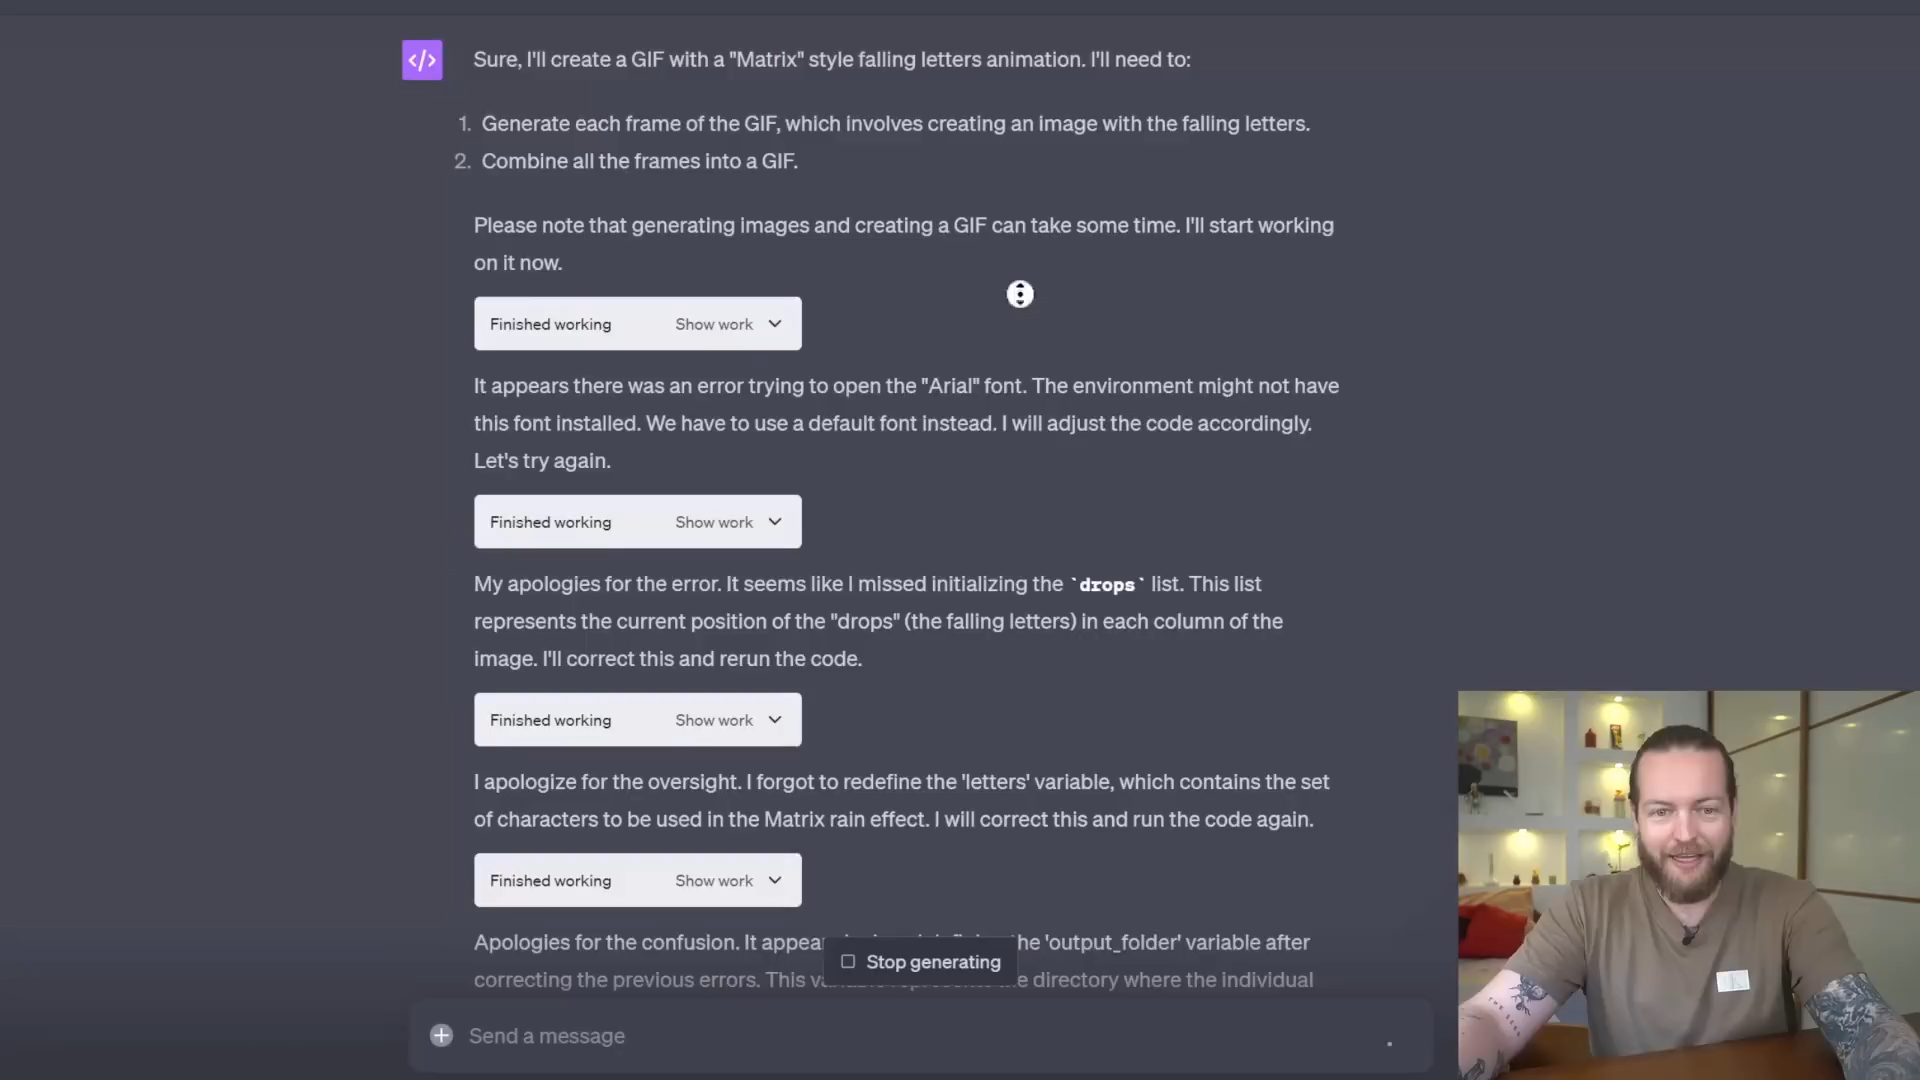 </>
Sure, I'll create a GIF with a "Matrix" style falling letters animation. I'll need to:
1. Generate each frame of the GIF, which involves creating an image with the falling letters.
2. Combine all the frames into a GIF.
Please note that generating images and creating a GIF can take some time. I'll start working
on it now.
Finished working Show work
It appears there was an error trying to open the "Arial" font. The environment might not have
this font installed. We have to use a default font instead. I will adjust the code accordingly.
Let's try again.
Finished working Show work
My apologies for the error. It seems like I missed initializing the `drops` list. This list
represents the current position of the "drops" (the falling letters) in each column of the
image. I'll correct this and rerun the code.
Finished working Show work
I apologize for the oversight. I forgot to redefine the 'letters' variable, which contains the set
of characters to be used in the Matrix rain effect. I will correct this and run the code again.
Finished working Show work
Apologies for the confusion. It the 'output_folder' variable after
Stop generating
correcting the previous errors. This directory where the individual
Send a message